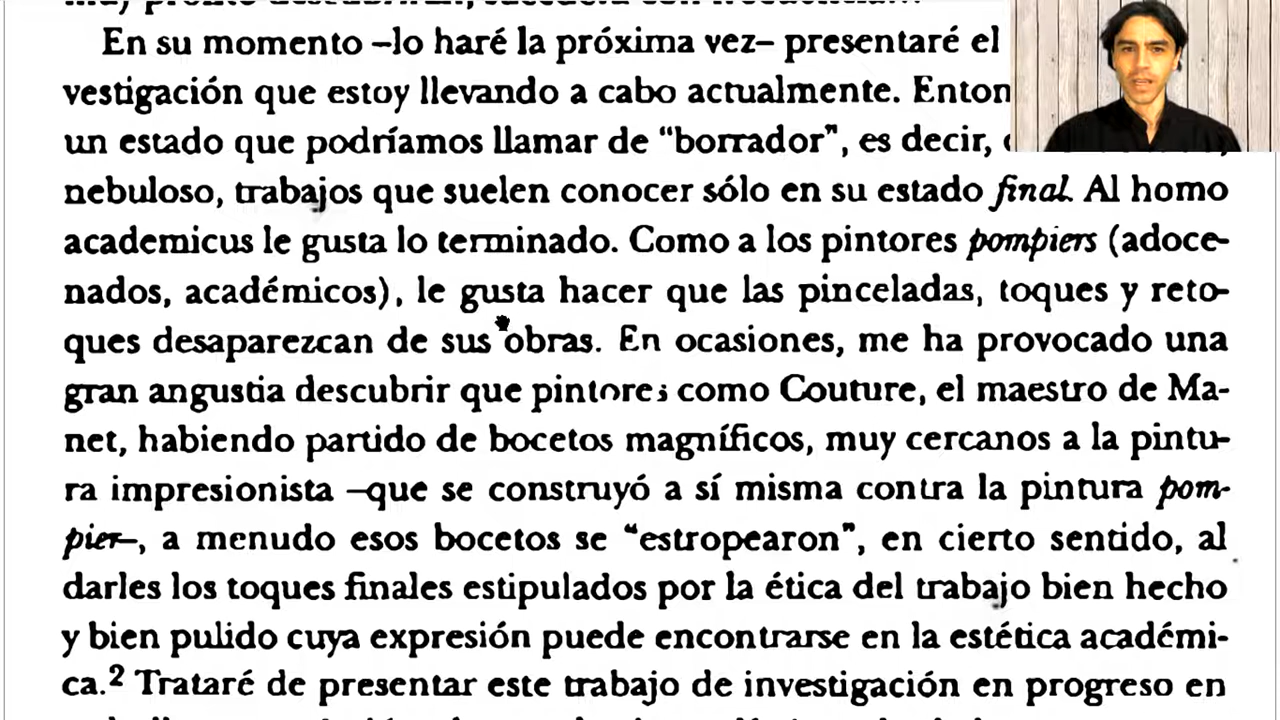 En su momento –lo haré la próxima vez– presentaré el
vestigación que estoy llevando a cabo actualmente.
un estado que podríamos llamar de “borrador”, es decir,
nebuloso, trabajos que suelen conocer sólo en su estado final. Al homo
academicus le gusta lo terminado. Como a los pintores pompiers (adoce-
nados, académicos), le gusta hacer que las pinceladas, toques y reto-
ques desaparezcan de sus obras. En ocasiones, me ha provocado una
gran angustia descubrir que pintores como Couture, el maestro de Ma-
net, habiendo partido de bocetos magníficos, muy cercanos a la pintu-
ra impresionista –que se construyó a sí misma contra la pintura pom-
pier–, a menudo esos bocetos se “estropearon”, en cierto sentido, al
darles los toques finales estipulados por la ética del trabajo bien hecho
y bien pulido cuya expresión puede encontrarse en la estética académi-
ca.2 Trataré de presentar este trabajo de investigación en progreso en